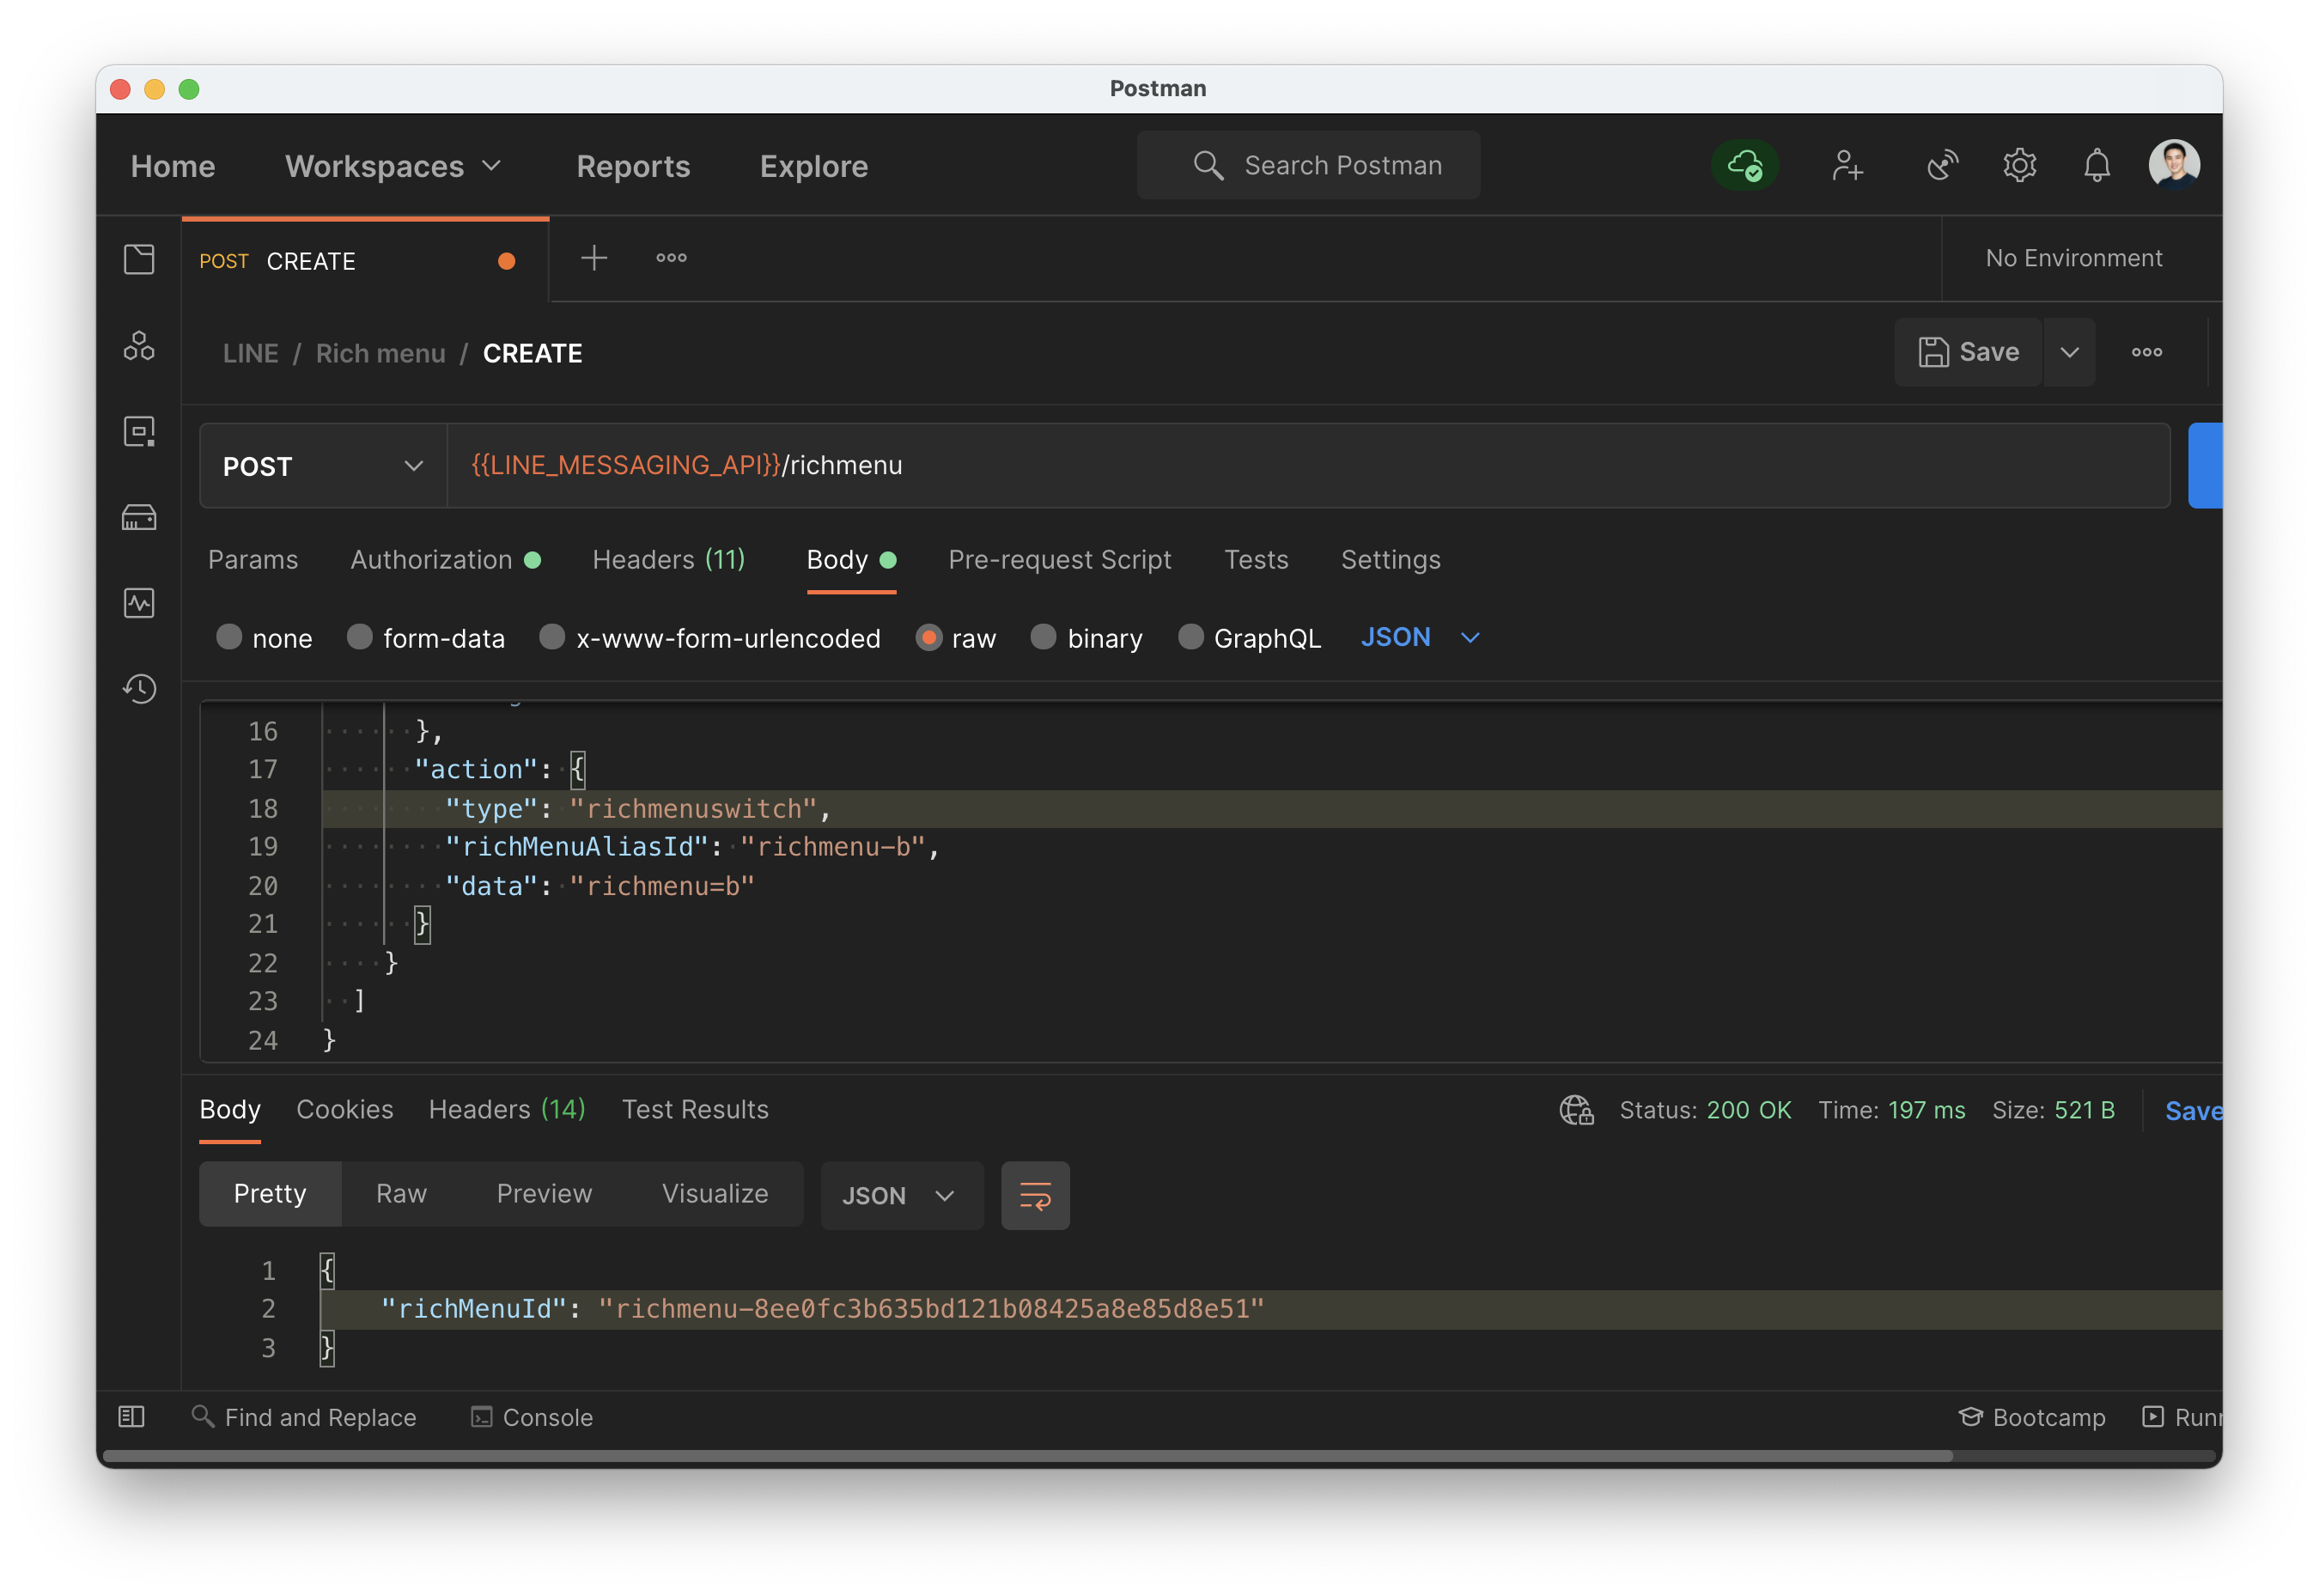 Postman
Home Workspaces Reports Explore Search Postman
POST CREATE No Environment
LINE / Rich menu / CREATE Save
POST {{LINE_MESSAGING_API}}/richmenu
Params Authorization Headers (11) Body Pre-request Script Tests Settings
none form-data x-www-form-urlencoded raw binary GraphQL JSON
16 },
17 "action": {
18 "type": "richmenuswitch",
19 "richMenuAliasId": "richmenu-b",
20 "data": "richmenu=b"
21 }
22 }
23 ]
24 }
Body Cookies Headers (14) Test Results Status: 200 OK Time: 197 ms Size: 521 B Save
Pretty Raw Preview Visualize JSON
1 {
2 "richMenuId": "richmenu-8ee0fc3b635bd121b08425a8e85d8e51"
3 }
Find and Replace Console Bootcamp